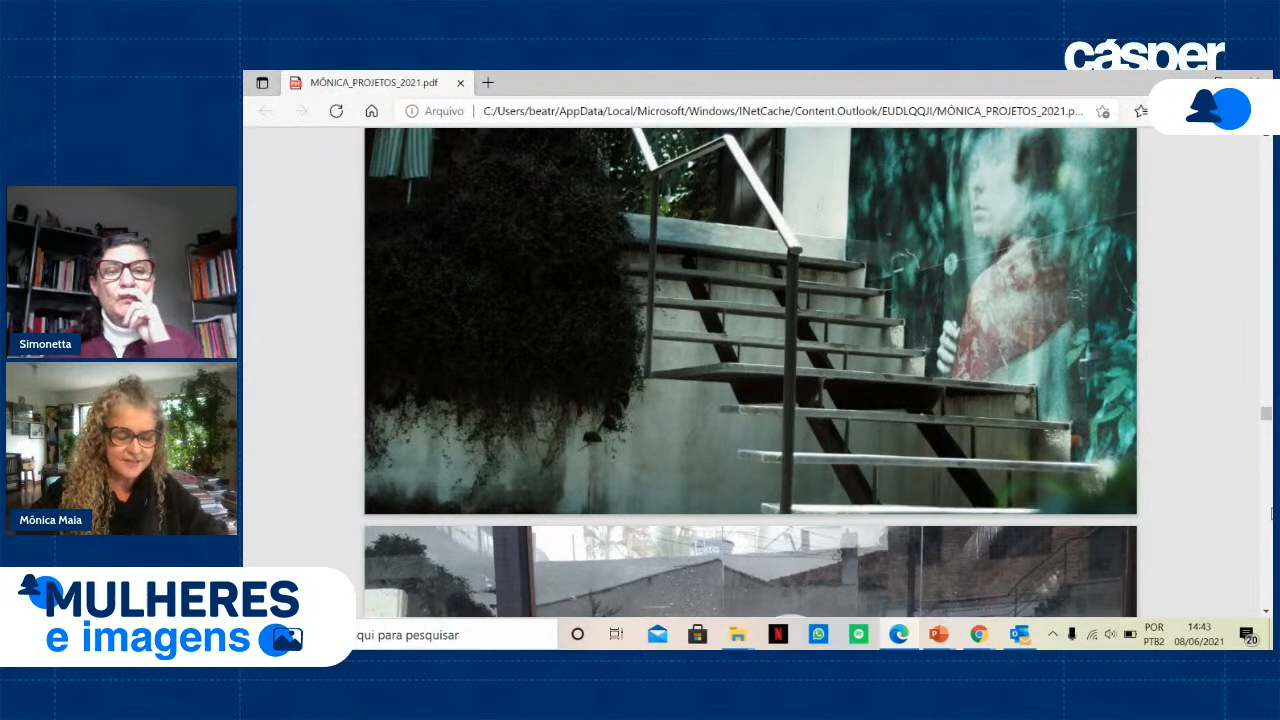 cásper
MÔNICA_PROJETOS_2021.pdf
Arquivo
C:/Users/beatr/AppData/Local/Microsoft/Windows/INetCache/Content.Outlook/EUDLQQJI/MÔNICA_PROJETOS_2021.p...
Simonetta
Mônica Maia
MULHERES
e imagens
qui para pesquisar
POR
PTB2
14:43
08/06/2021
20